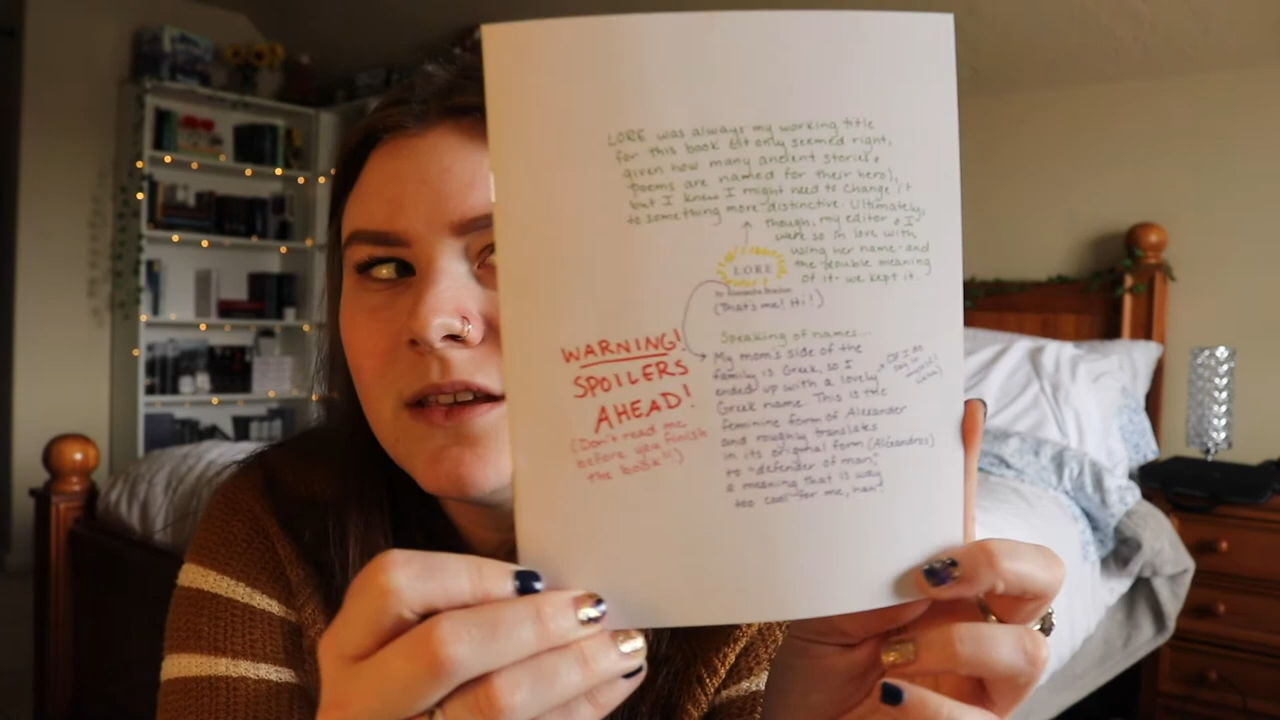 LORE was always my working title
for this book (it only seemed right,
given how many ancient stories,
poems are named for their hero),
but I knew I might need to change it
to something more distinctive. Ultimately,
though, my editor & I
were so in love with
using her name - and
the double meaning
of it - we kept it.
LORE
by Alexandra Bracken
(That's me! Hi!)
WARNING!
SPOILERS
AHEAD!
(Don't read me
before you finish
the book!!)
Speaking of names...
My mom's side of the
family is Greek, so I
ended up with a lovely
Greek name. This is the
feminine form of Alexander
and roughly translates
in its original form (Aléxandros)
to "defender of man,"
a meaning that is way
too cool for me, haha!